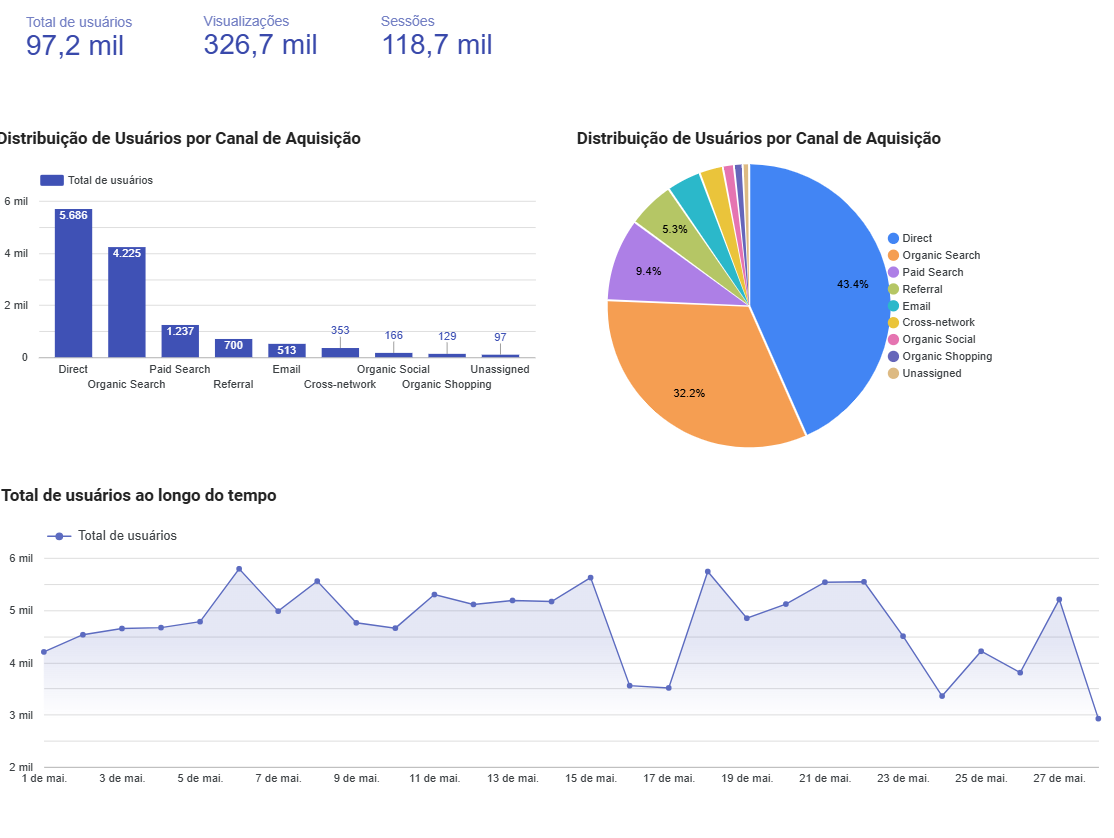 Total de usuários
97,2 mil
Visualizações
326,7 mil
Sessões
118,7 mil
Distribuição de Usuários por Canal de Aquisição
Total de usuários
6 mil
4 mil
2 mil
0
5.686
4.225
1.237
700
513
353
166
129
97
Direct
Organic Search
Paid Search
Referral
Email
Cross-network
Organic Social
Organic Shopping
Unassigned
Distribuição de Usuários por Canal de Aquisição
43.4%
32.2%
9.4%
5.3%
Direct
Organic Search
Paid Search
Referral
Email
Cross-network
Organic Social
Organic Shopping
Unassigned
Total de usuários ao longo do tempo
Total de usuários
6 mil
5 mil
4 mil
3 mil
2 mil
1 de mai.
3 de mai.
5 de mai.
7 de mai.
9 de mai.
11 de mai.
13 de mai.
15 de mai.
17 de mai.
19 de mai.
21 de mai.
23 de mai.
25 de mai.
27 de mai.